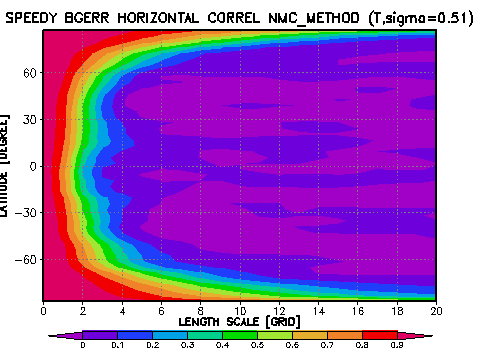 SPEEDY BGERR HORIZONTAL CORREL NMC_METHOD (T,sigma=0.51)
LATITUDE [DEGREE]
60
30
0
−30
−60
0 2 4 6 8 10 12 14 16 18 20
LENGTH SCALE [GRID]
0 0.1 0.2 0.3 0.4 0.5 0.6 0.7 0.8 0.9